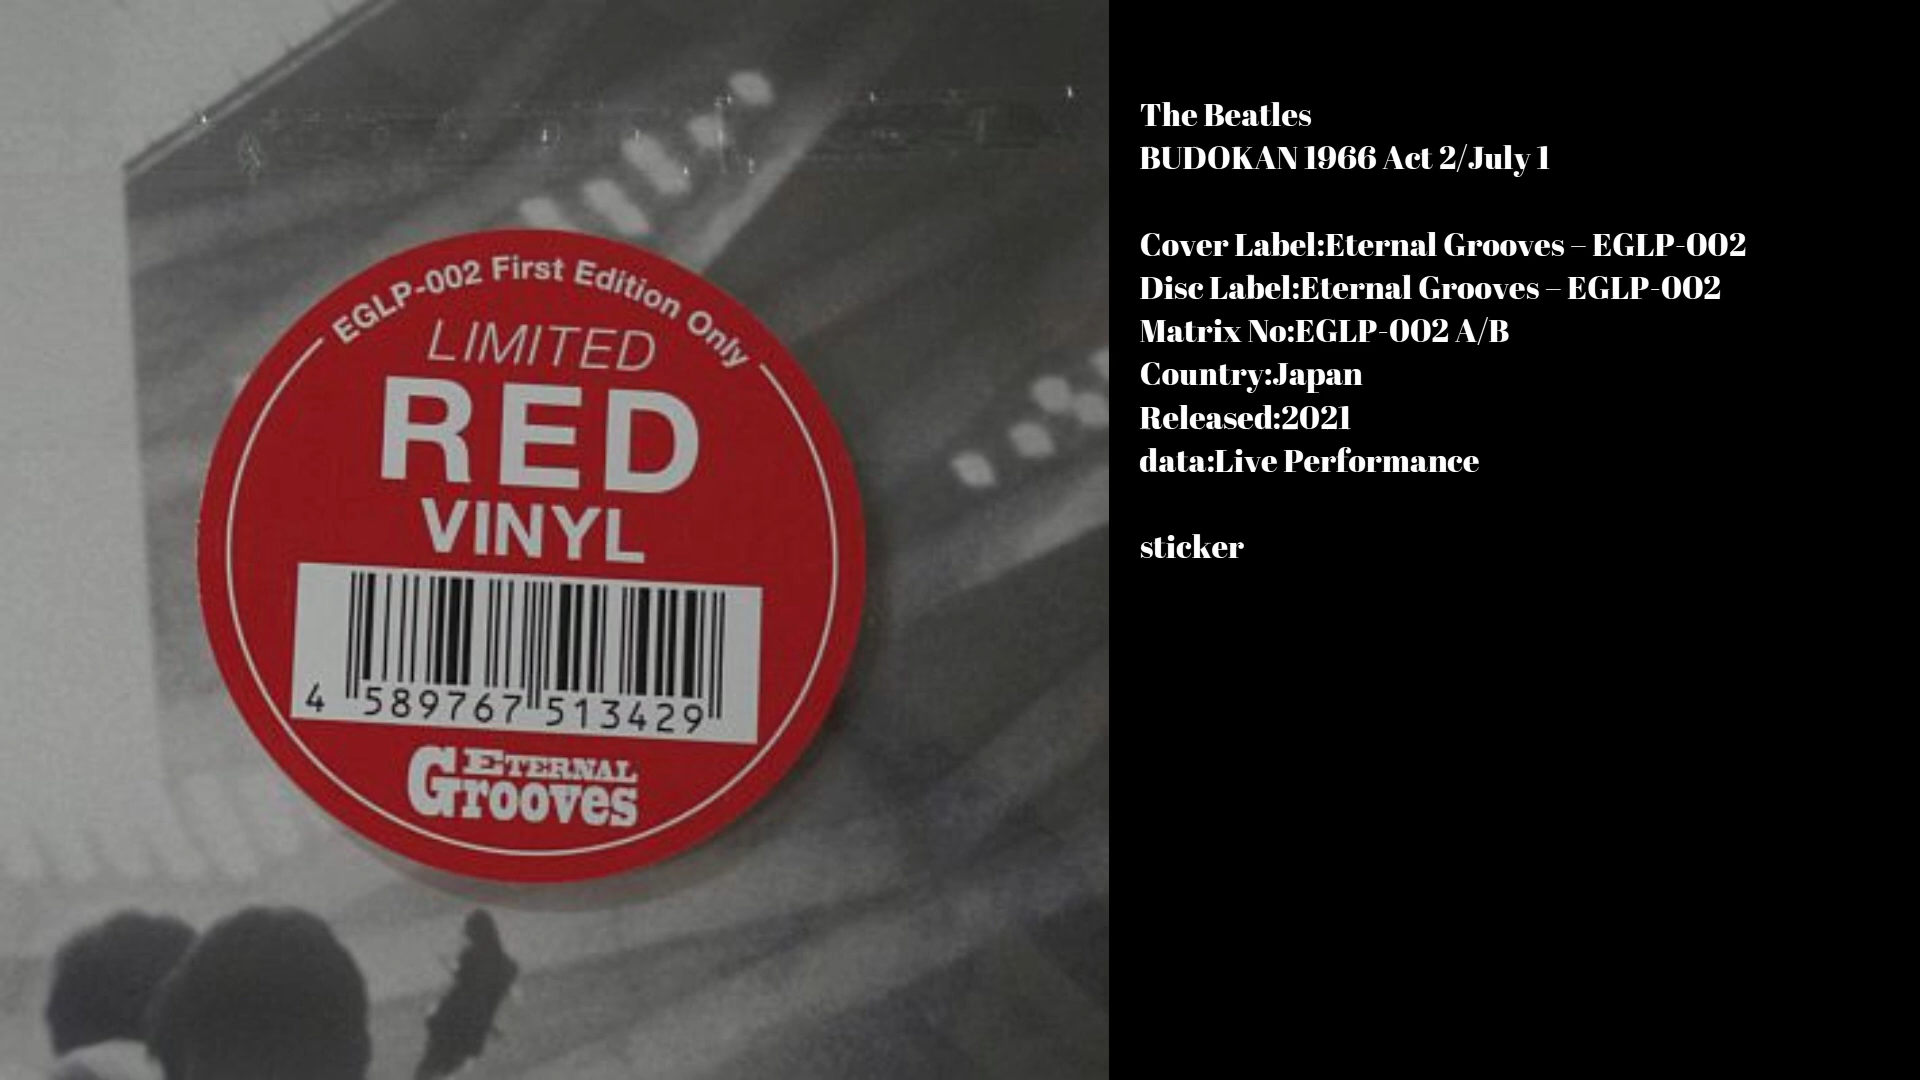 EGLP-002 First Edition Only
LIMITED
RED
VINYL
4 589767 513429
ETERNAL
GROOVES
The Beatles
BUDOKAN 1966 Act 2/July 1
Cover Label:Eternal Grooves – EGLP-002
Disc Label:Eternal Grooves – EGLP-002
Matrix No:EGLP-002 A/B
Country:Japan
Released:2021
data:Live Performance
sticker